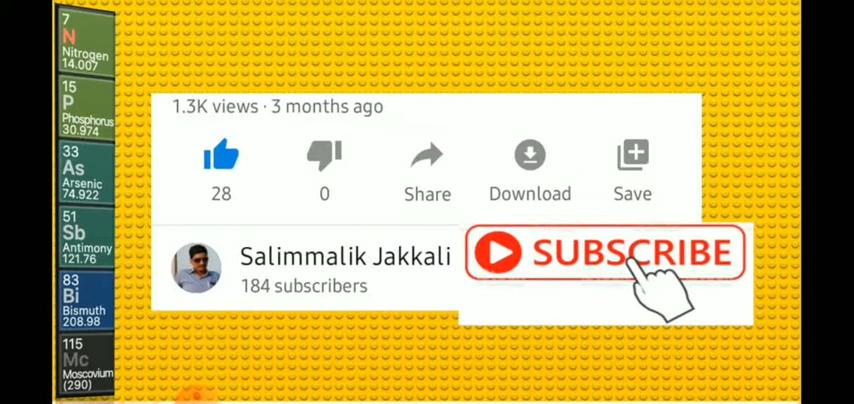 7
N
Nitrogen
14.007
15
P
Phosphorus
30.974
33
As
Arsenic
74.922
51
Sb
Antimony
121.76
83
Bi
Bismuth
208.98
115
Mc
Moscovium
(290)
1.3K views · 3 months ago
28
0
Share
Download
Save
Salimmalik Jakkali
184 subscribers
SUBSCRIBE